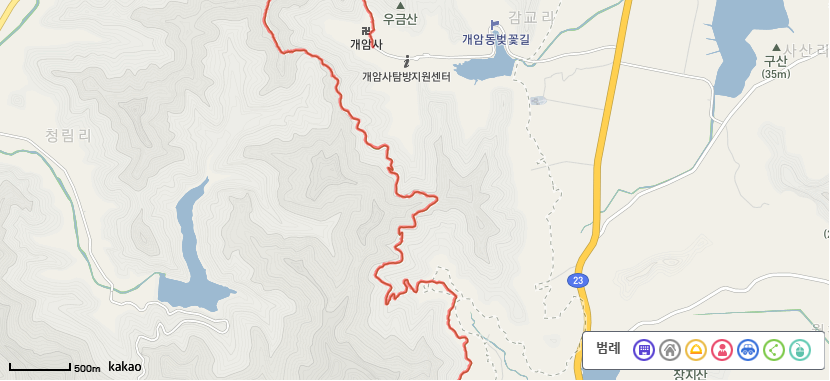 우금산
감교리
개암사
개암동벚꽃길
개암사탐방지원센터
구산
(35m)
사산리
청림리
23
범례
장지산
500m
kakao